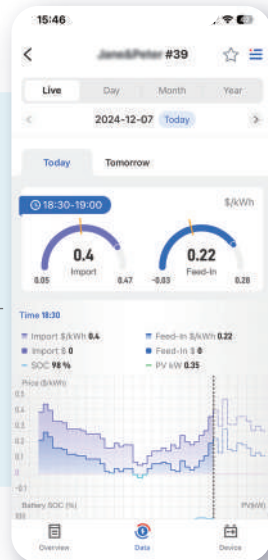 15:46
Jane&Peter #39
Live Day Month Year
2024-12-07 Today
Today Tomorrow
18:30-19:00
$/kWh
0.4 0.22
Import Feed-In
0.05 0.47 -0.03 0.28
Time 18:30
Import $/kWh 0.4 Feed-In $/kWh 0.22
Import $ 0 Feed-In $ 0
SOC 98 % PV kW 0.35
Price ($/kWh)
0.5
0.4
0.3
0.2
0.1
0
-0.1
Battery SOC (%) PV(kW)
100
Overview Data Device